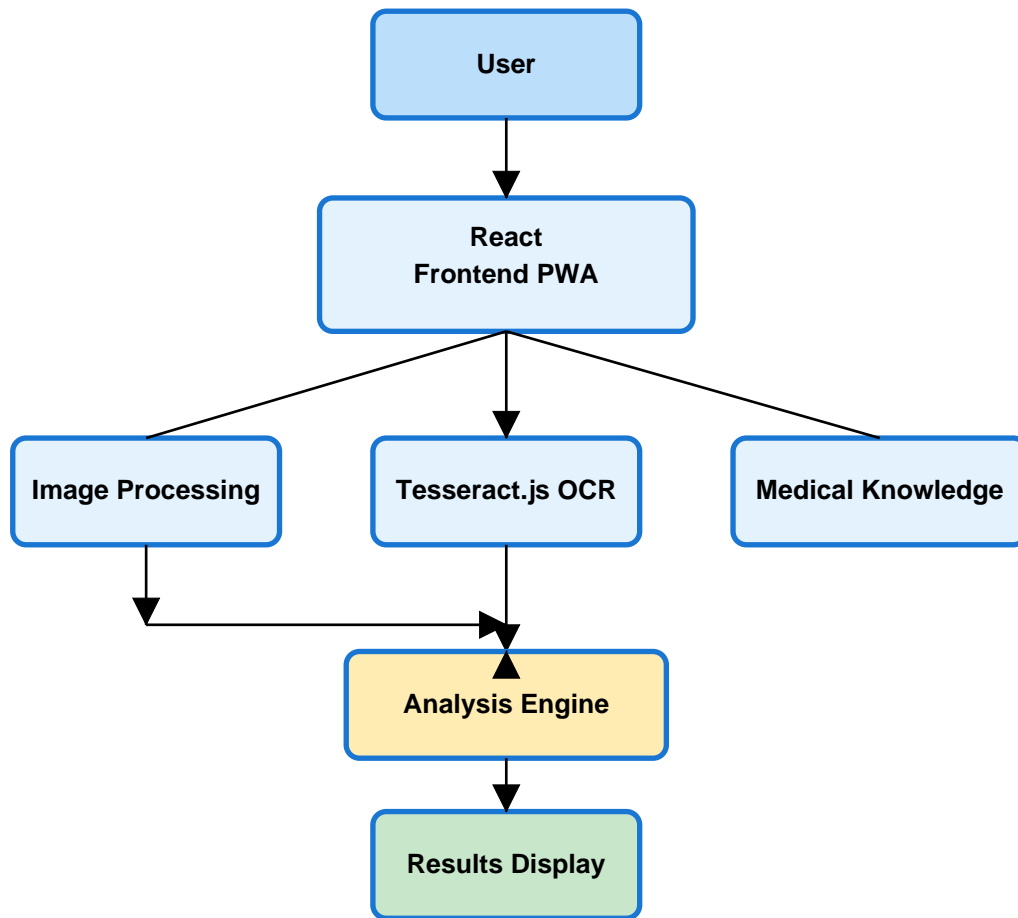 User
React
Frontend PWA
Image Processing
Tesseract.js OCR
Medical Knowledge
Analysis Engine
Results Display